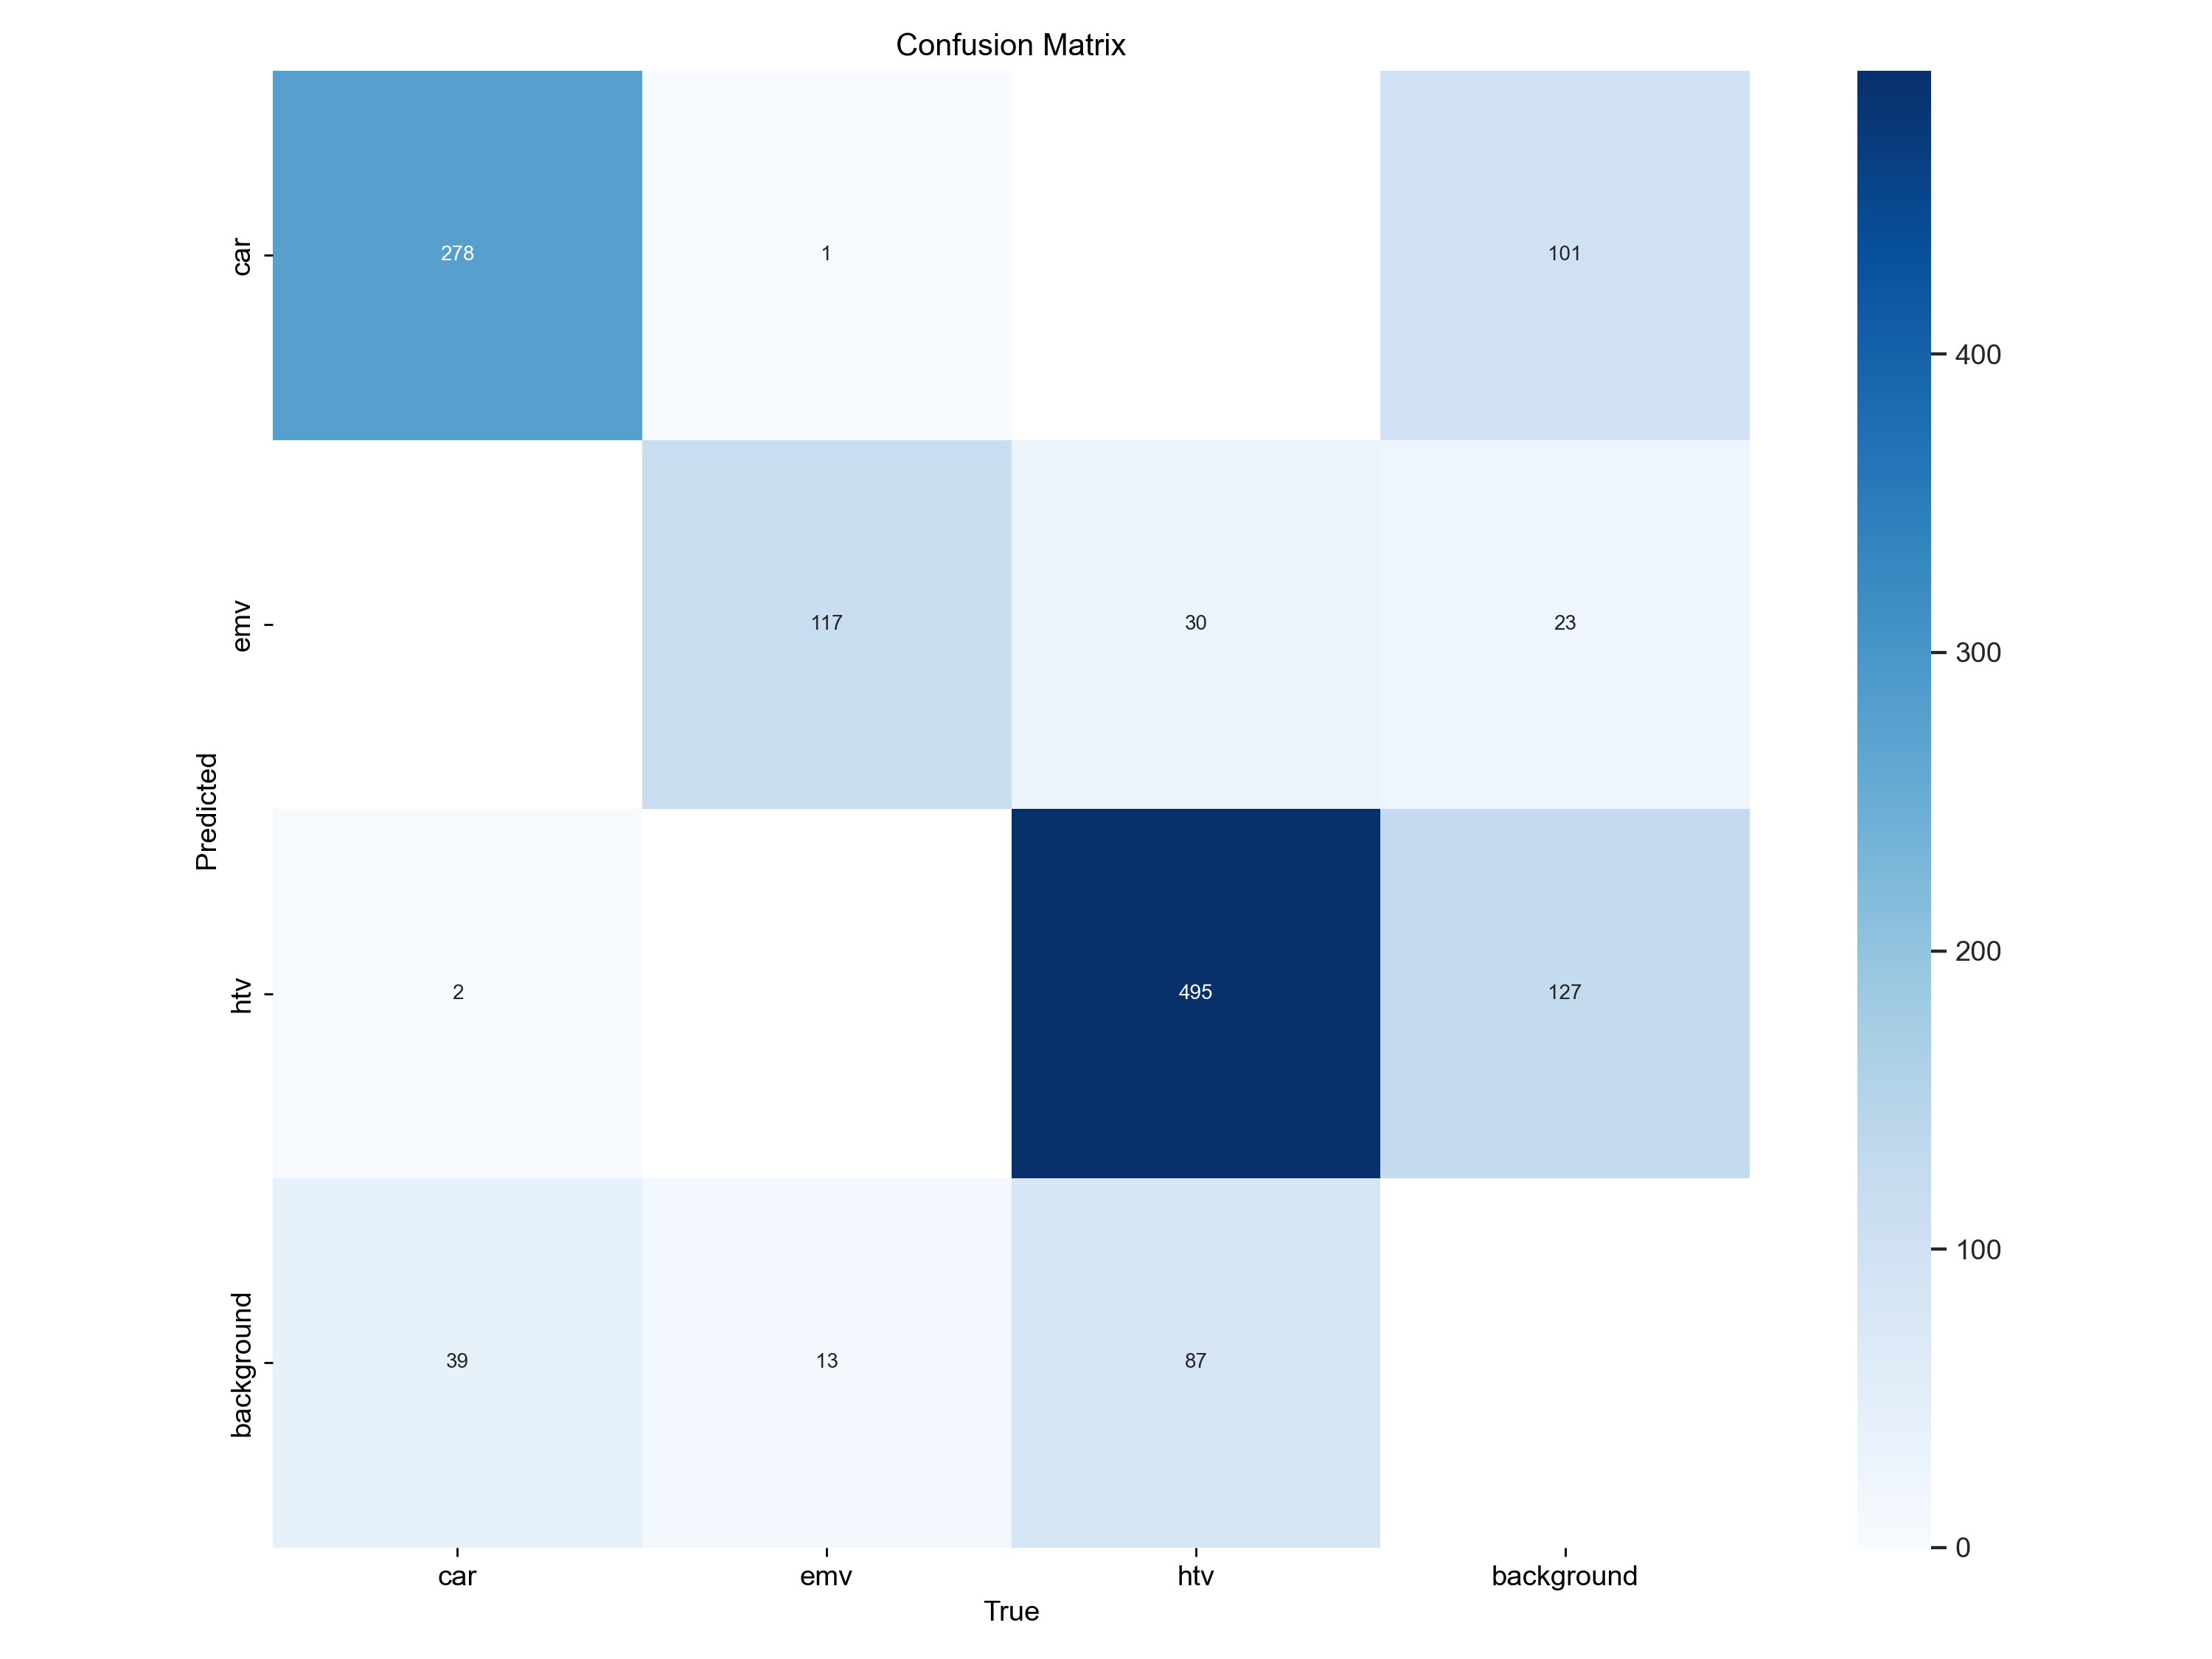 Confusion Matrix
car
278
1
101
400
emv
117
30
23
300
Predicted
htv
2
495
127
200
background
39
13
87
100
0
car
emv
htv
background
True